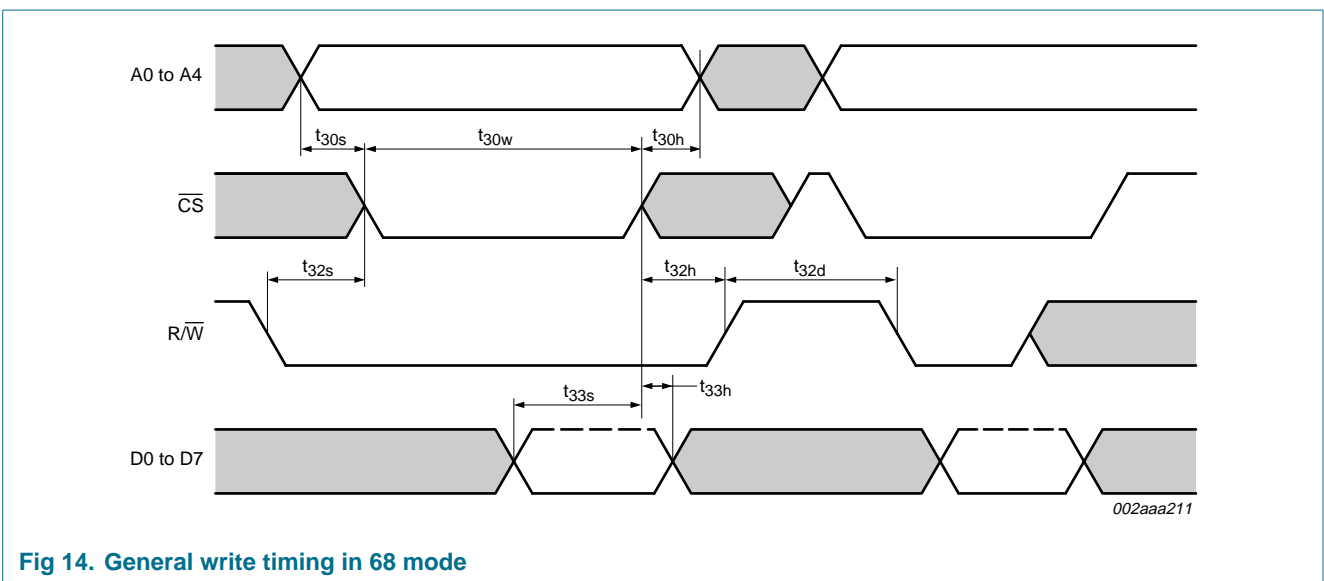 A0 to A4
t30s t30w t30h
CS
t32s t32h t32d
R/W
t33s t33h
D0 to D7
002aaa211
Fig 14. General write timing in 68 mode